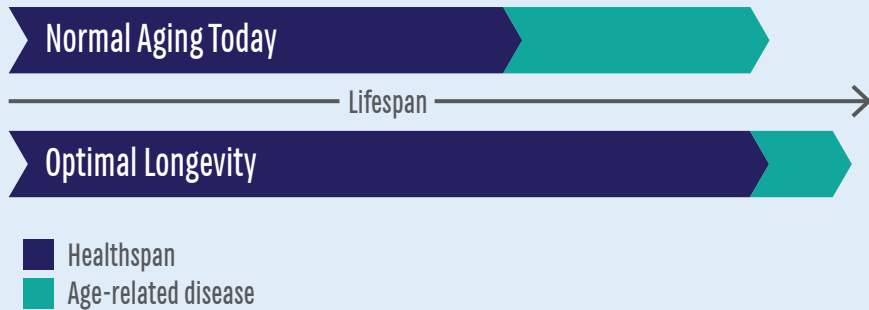 Normal Aging Today
Lifespan
Optimal Longevity
Healthspan
Age-related disease